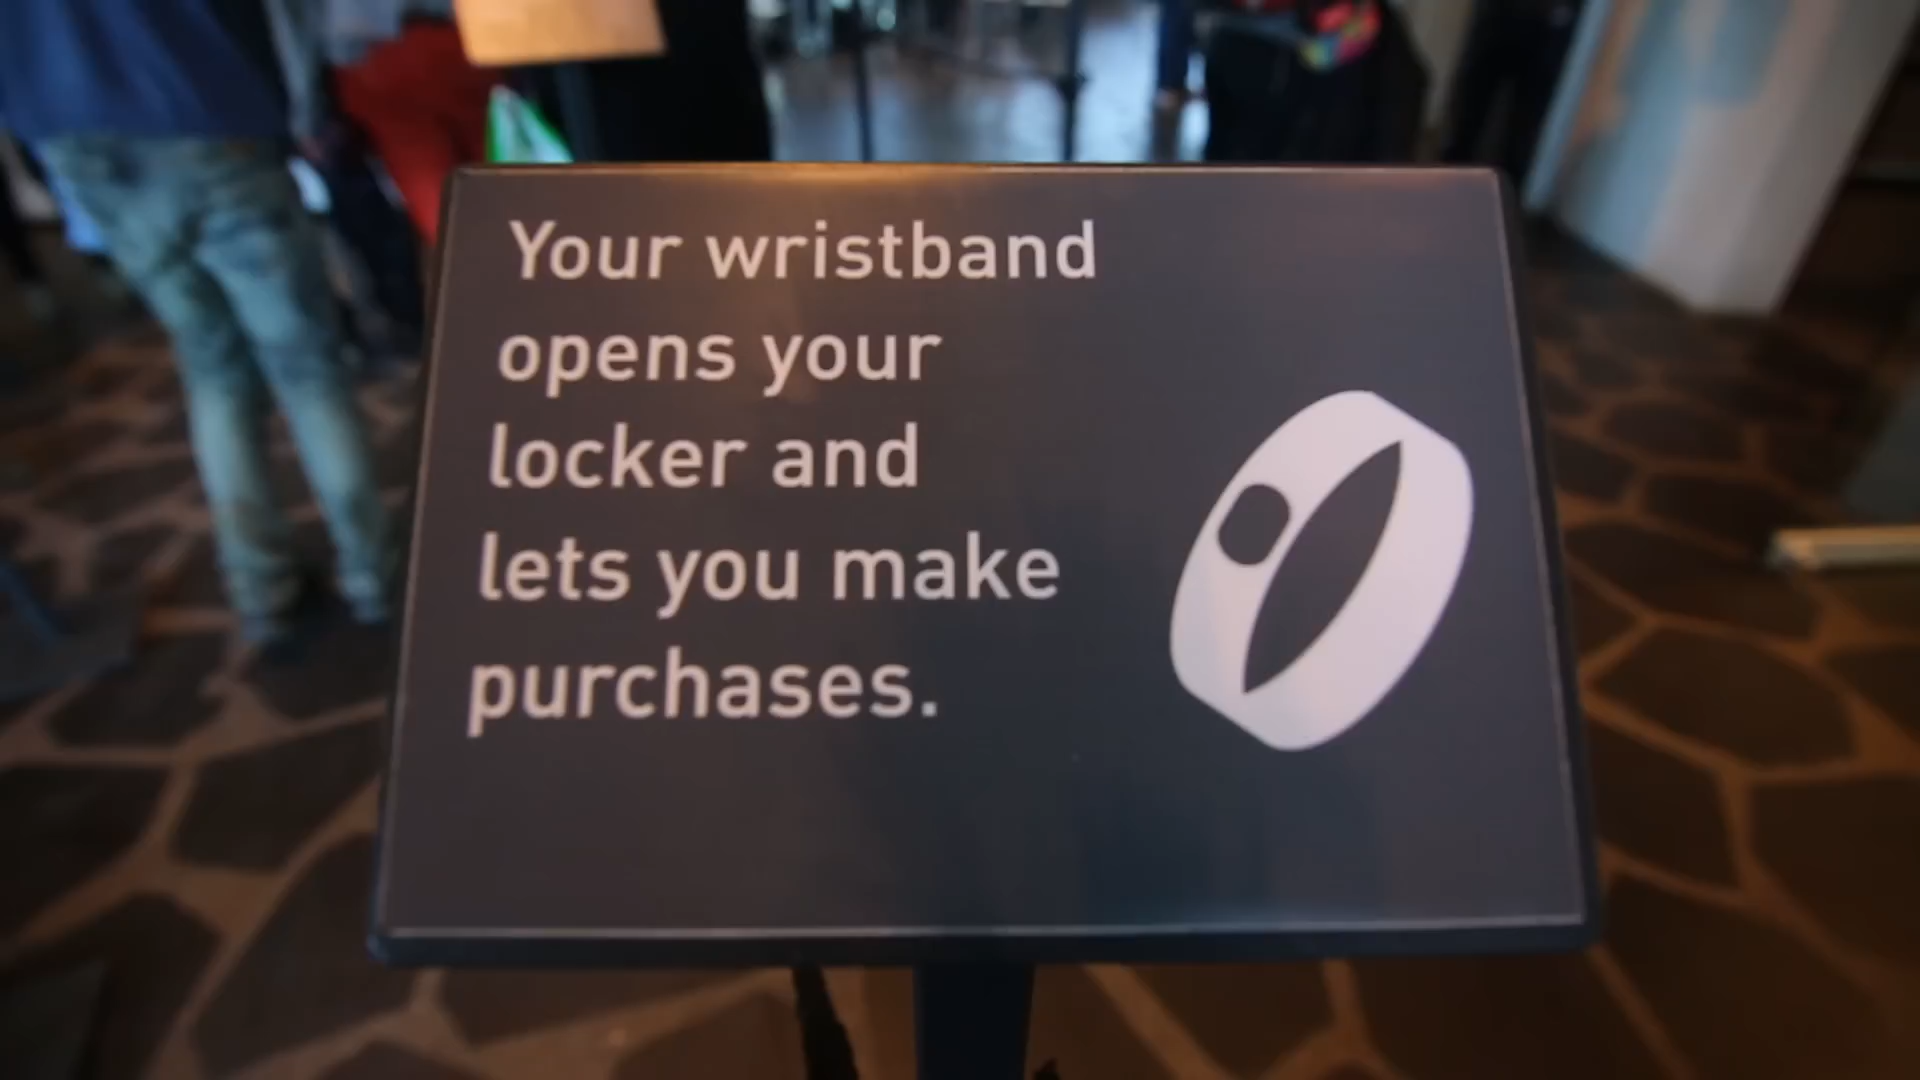 Your wristband
opens your
locker and
lets you make
purchases.